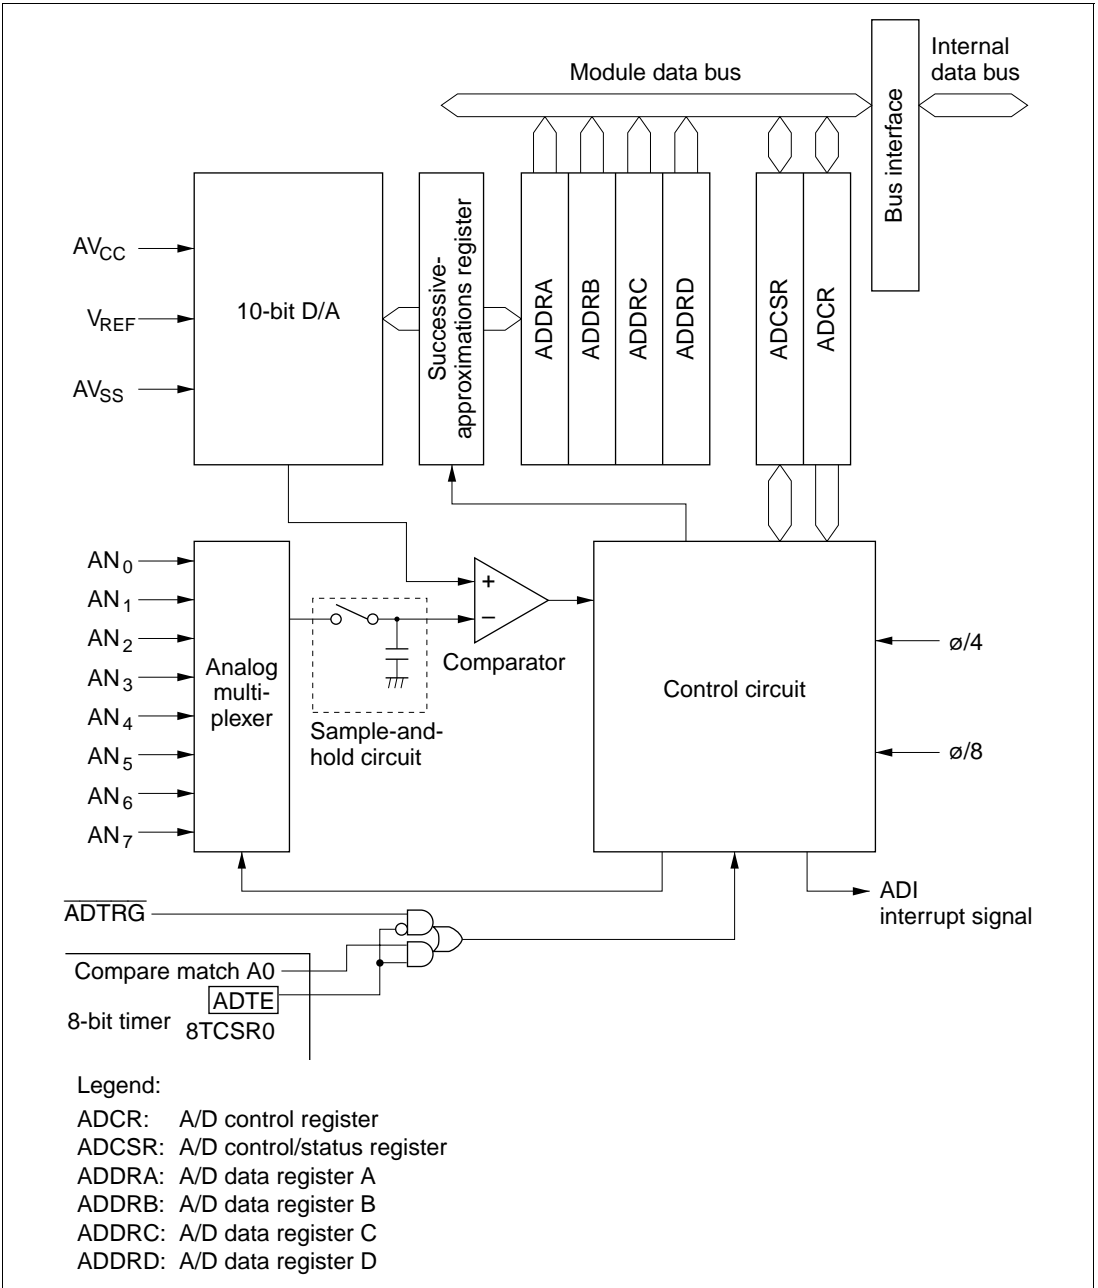 Module data bus
Internal
data bus
Bus interface
AVCC
VREF
AVSS
10-bit D/A
Successive-
approximations register
ADDRA
ADDRB
ADDRC
ADDRD
ADCSR
ADCR
AN0
AN1
AN2
AN3
AN4
AN5
AN6
AN7
Analog
multi-
plexer
Sample-and-
hold circuit
+
−
Comparator
Control circuit
ø/4
ø/8
ADI
interrupt signal
ADTRG
Compare match A0
ADTE
8-bit timer
8TCSR0
Legend:
ADCR: A/D control register
ADCSR: A/D control/status register
ADDRA: A/D data register A
ADDRB: A/D data register B
ADDRC: A/D data register C
ADDRD: A/D data register D